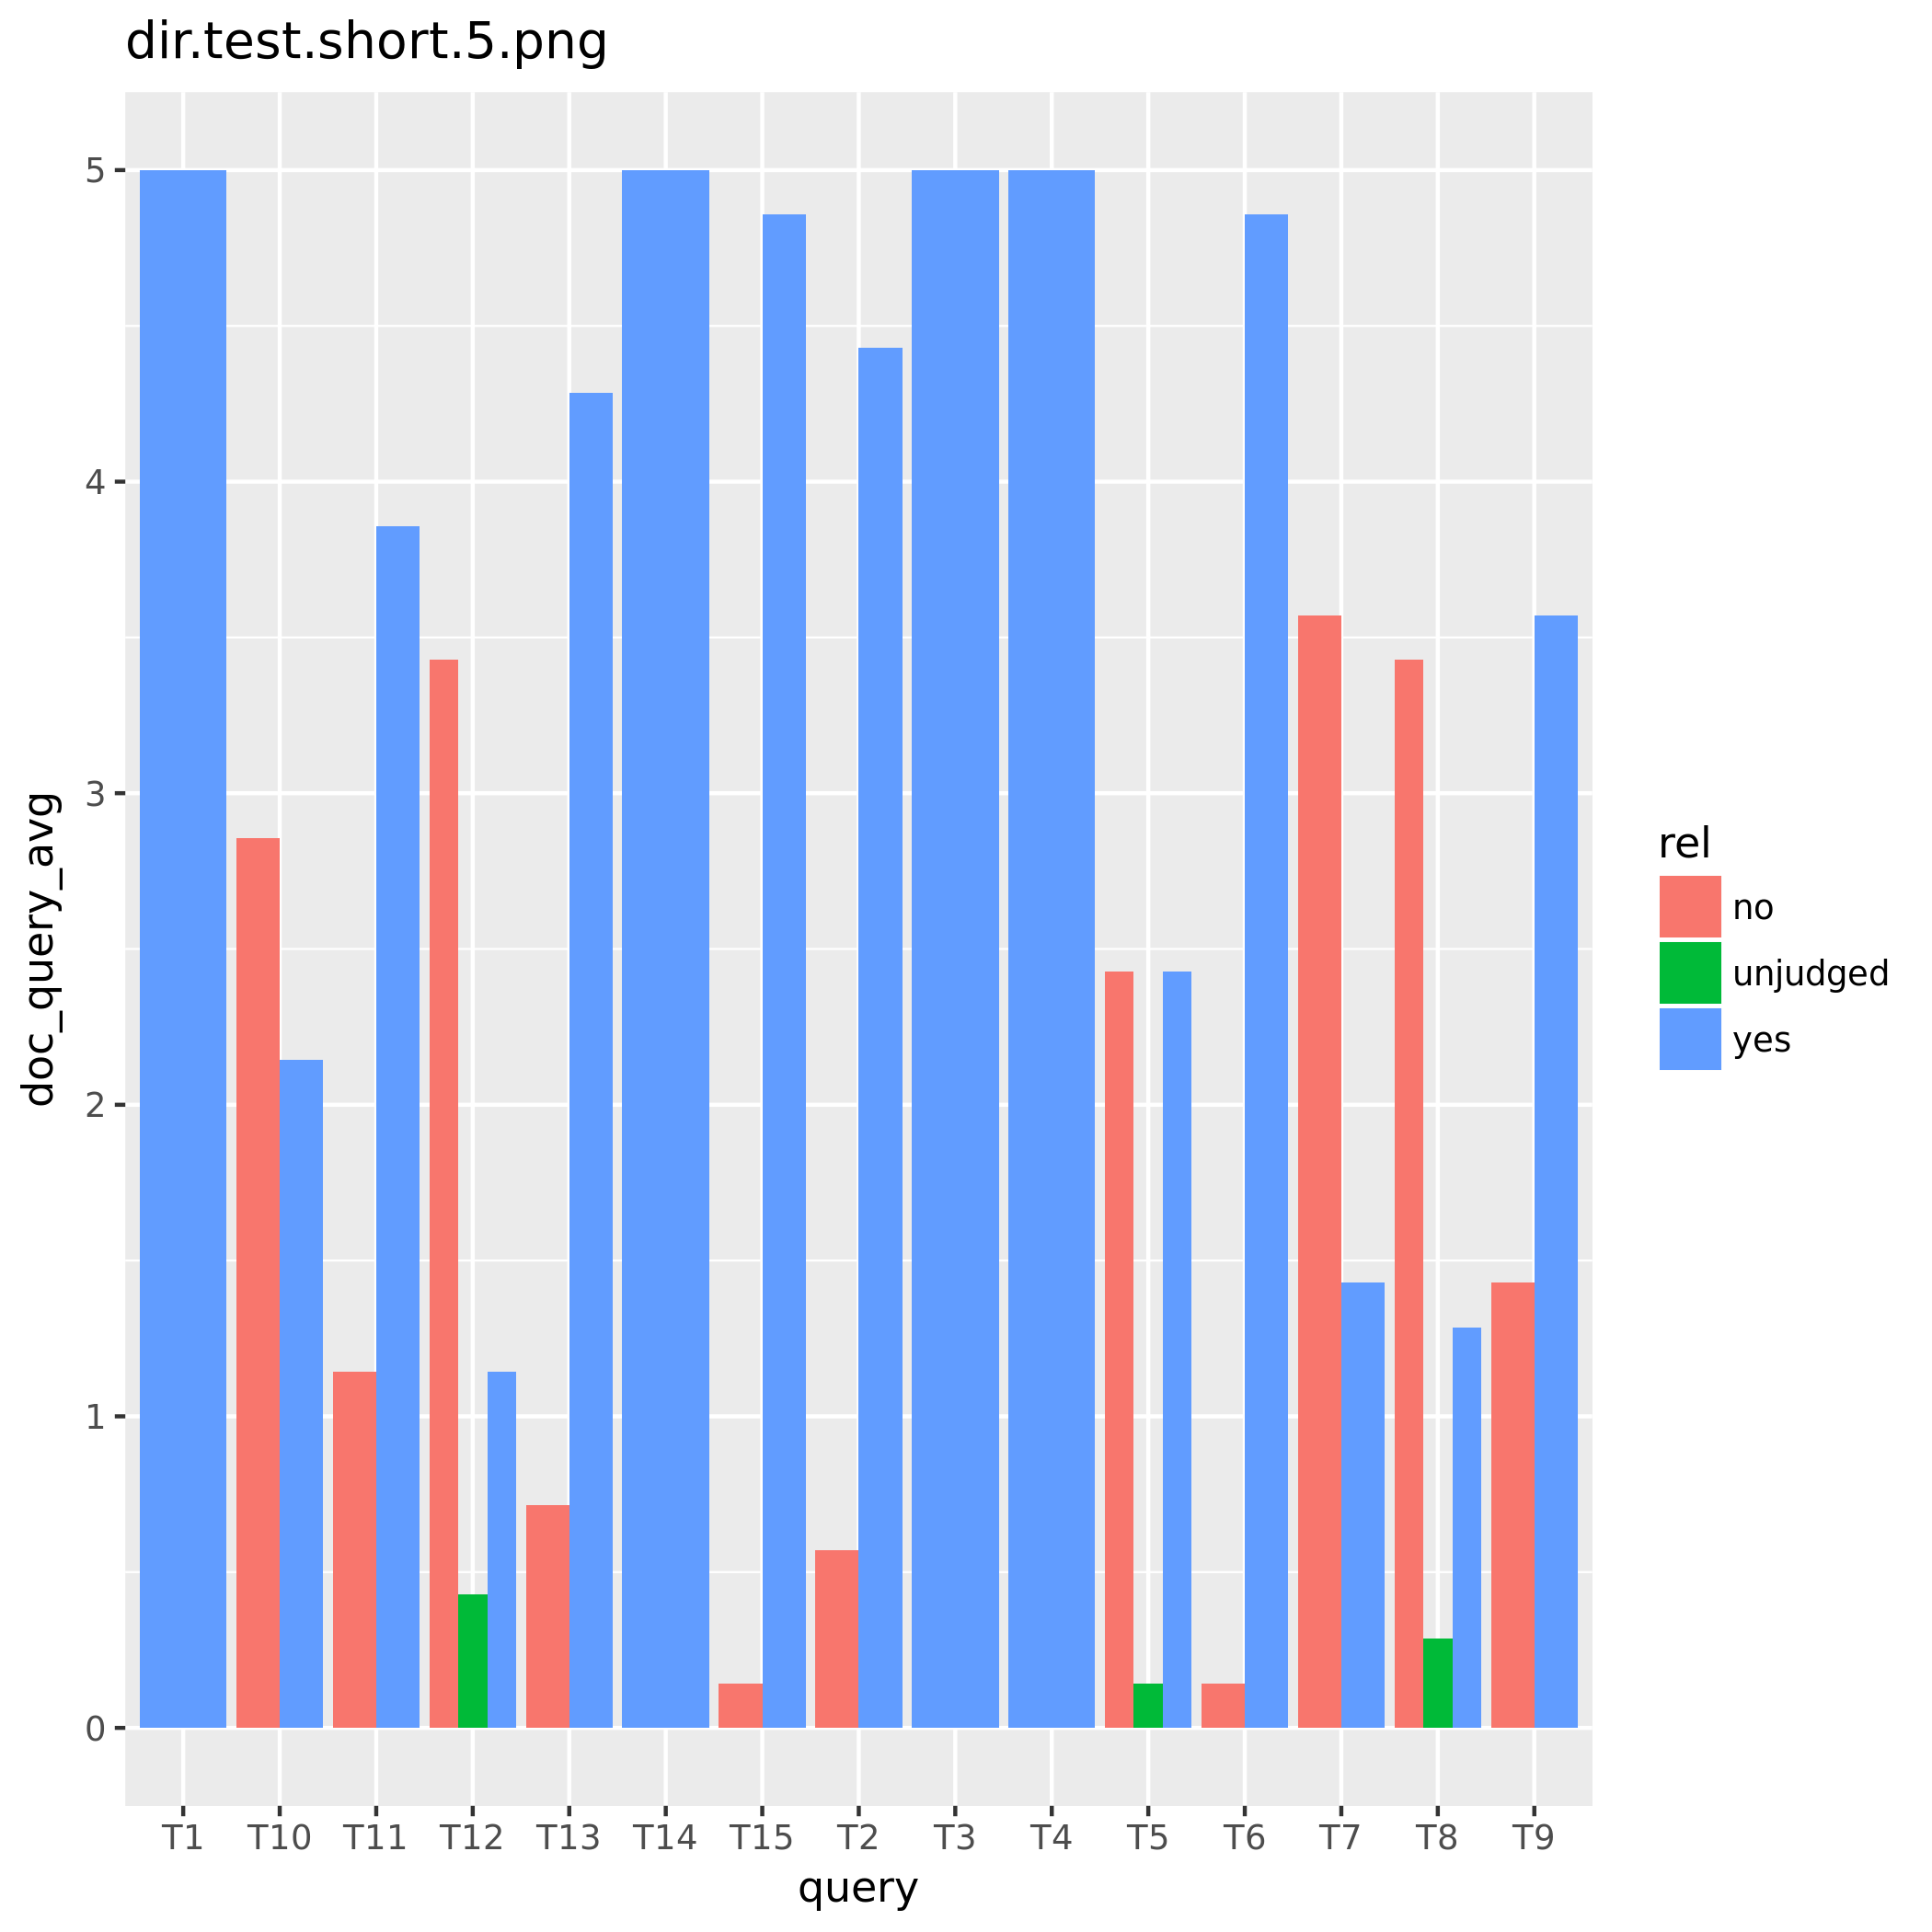 dir.test.short.5.png
doc_query_avg
5
4
3
2
1
0
T1 T10 T11 T12 T13 T14 T15 T2 T3 T4 T5 T6 T7 T8 T9
query
rel
no
unjudged
yes